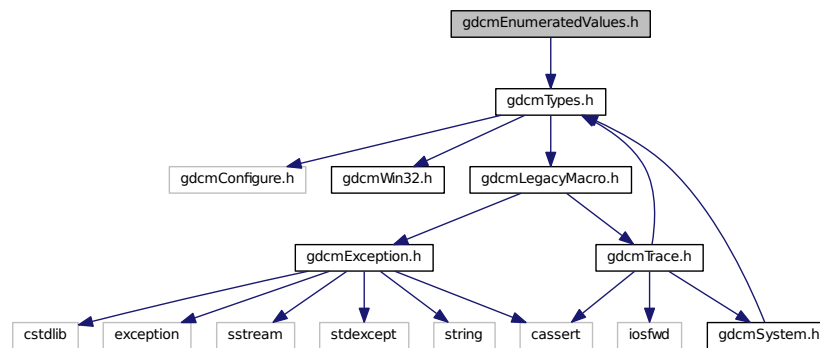 gdcmEnumeratedValues.h
gdcmTypes.h
gdcmConfigure.h
gdcmWin32.h
gdcmLegacyMacro.h
gdcmException.h
gdcmTrace.h
cstdlib
exception
sstream
stdexcept
string
cassert
iosfwd
gdcmSystem.h